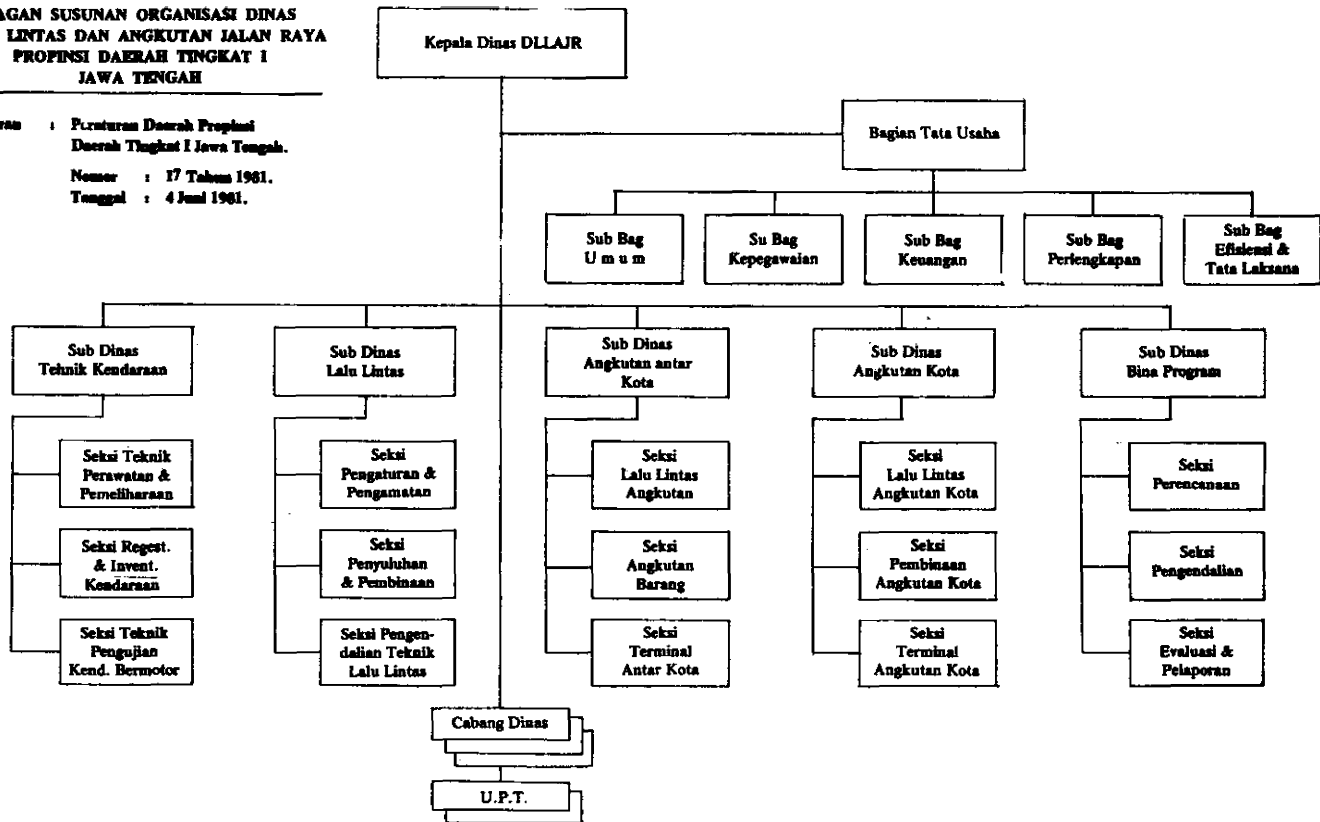 AGAN SUSUNAN ORGANISASI DINAS
LINTAS DAN ANGKUTAN JALAN RAYA
PROPINSI DAERAH TINGKAT I
JAWA TENGAH
ran : Peraturan Daerah Propinsi
Daerah Tingkat I Jawa Tengah.
Nomor : 17 Tahun 1981.
Tanggal : 4 Juni 1981.
Kepala Dinas DLLAJR
Bagian Tata Usaha
Sub Bag
U m u m
Su Bag
Kepegawaian
Sub Bag
Keuangan
Sub Bag
Perlengkapan
Sub Bag
Efisiensi &
Tata Laksana
Sub Dinas
Tehnik Kendaraan
Sub Dinas
Lalu Lintas
Sub Dinas
Angkutan antar
Kota
Sub Dinas
Angkutan Kota
Sub Dinas
Bina Program
Seksi Teknik
Perawatan &
Pemeliharaan
Seksi
Pengaturan &
Pengamatan
Seksi
Lalu Lintas
Angkutan
Seksi
Lalu Lintas
Angkutan Kota
Seksi
Perencanaan
Seksi Regest.
& Invent.
Kendaraan
Seksi
Penyuluhan
& Pembinaan
Seksi
Angkutan
Barang
Seksi
Pembinaan
Angkutan Kota
Seksi
Pengendalian
Seksi Teknik
Pengujian
Kend. Bermotor
Seksi Pengen-
dalian Teknik
Lalu Lintas
Seksi
Terminal
Antar Kota
Seksi
Terminal
Angkutan Kota
Seksi
Evaluasi &
Pelaporan
Cabang Dinas
U.P.T.